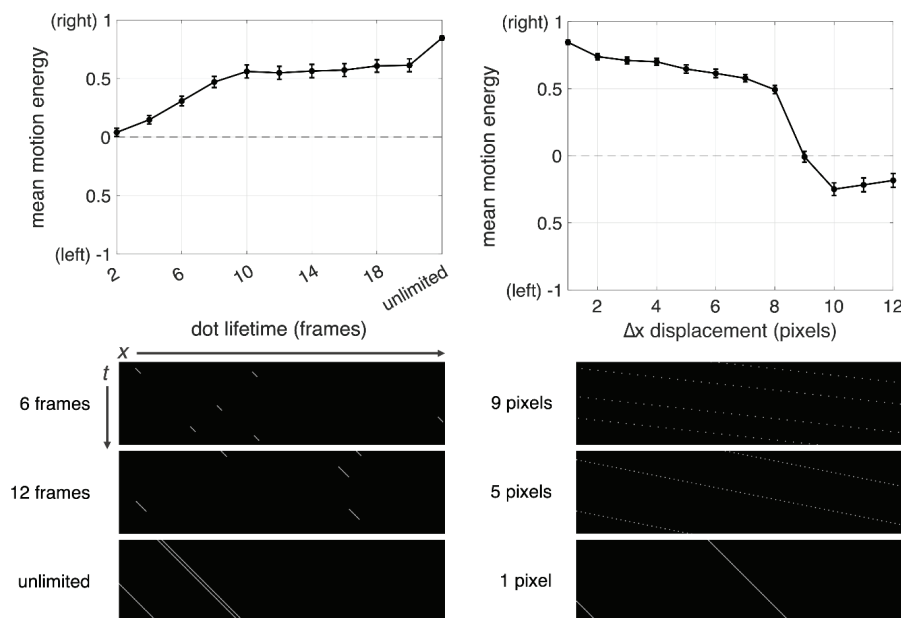 (right) 1
0.5
0
0.5
(left) -1
mean motion energy
2
6
10
14
18
unlimited
dot lifetime (frames)
(right) 1
0.5
0
0.5
(left) -1
mean motion energy
2
4
6
8
10
12
Δx displacement (pixels)
x
t
6 frames
12 frames
unlimited
9 pixels
5 pixels
1 pixel